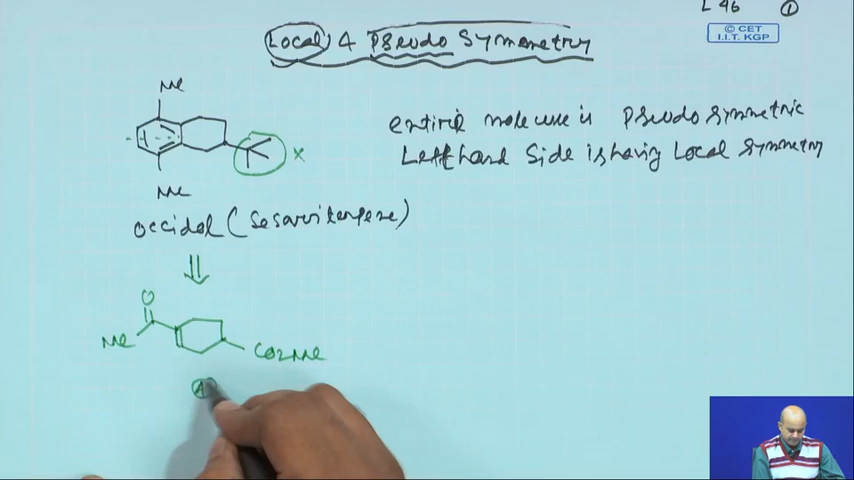 L 46 ①
© CET
I.I.T. KGP
Local & Pseudo Symmetry
Me
entire molecule is Pseudo symmetric
Left hand Side is having Local Symmetry
x
Me
occidol (Sesquiterpene)
O
Me
CO2Me
A